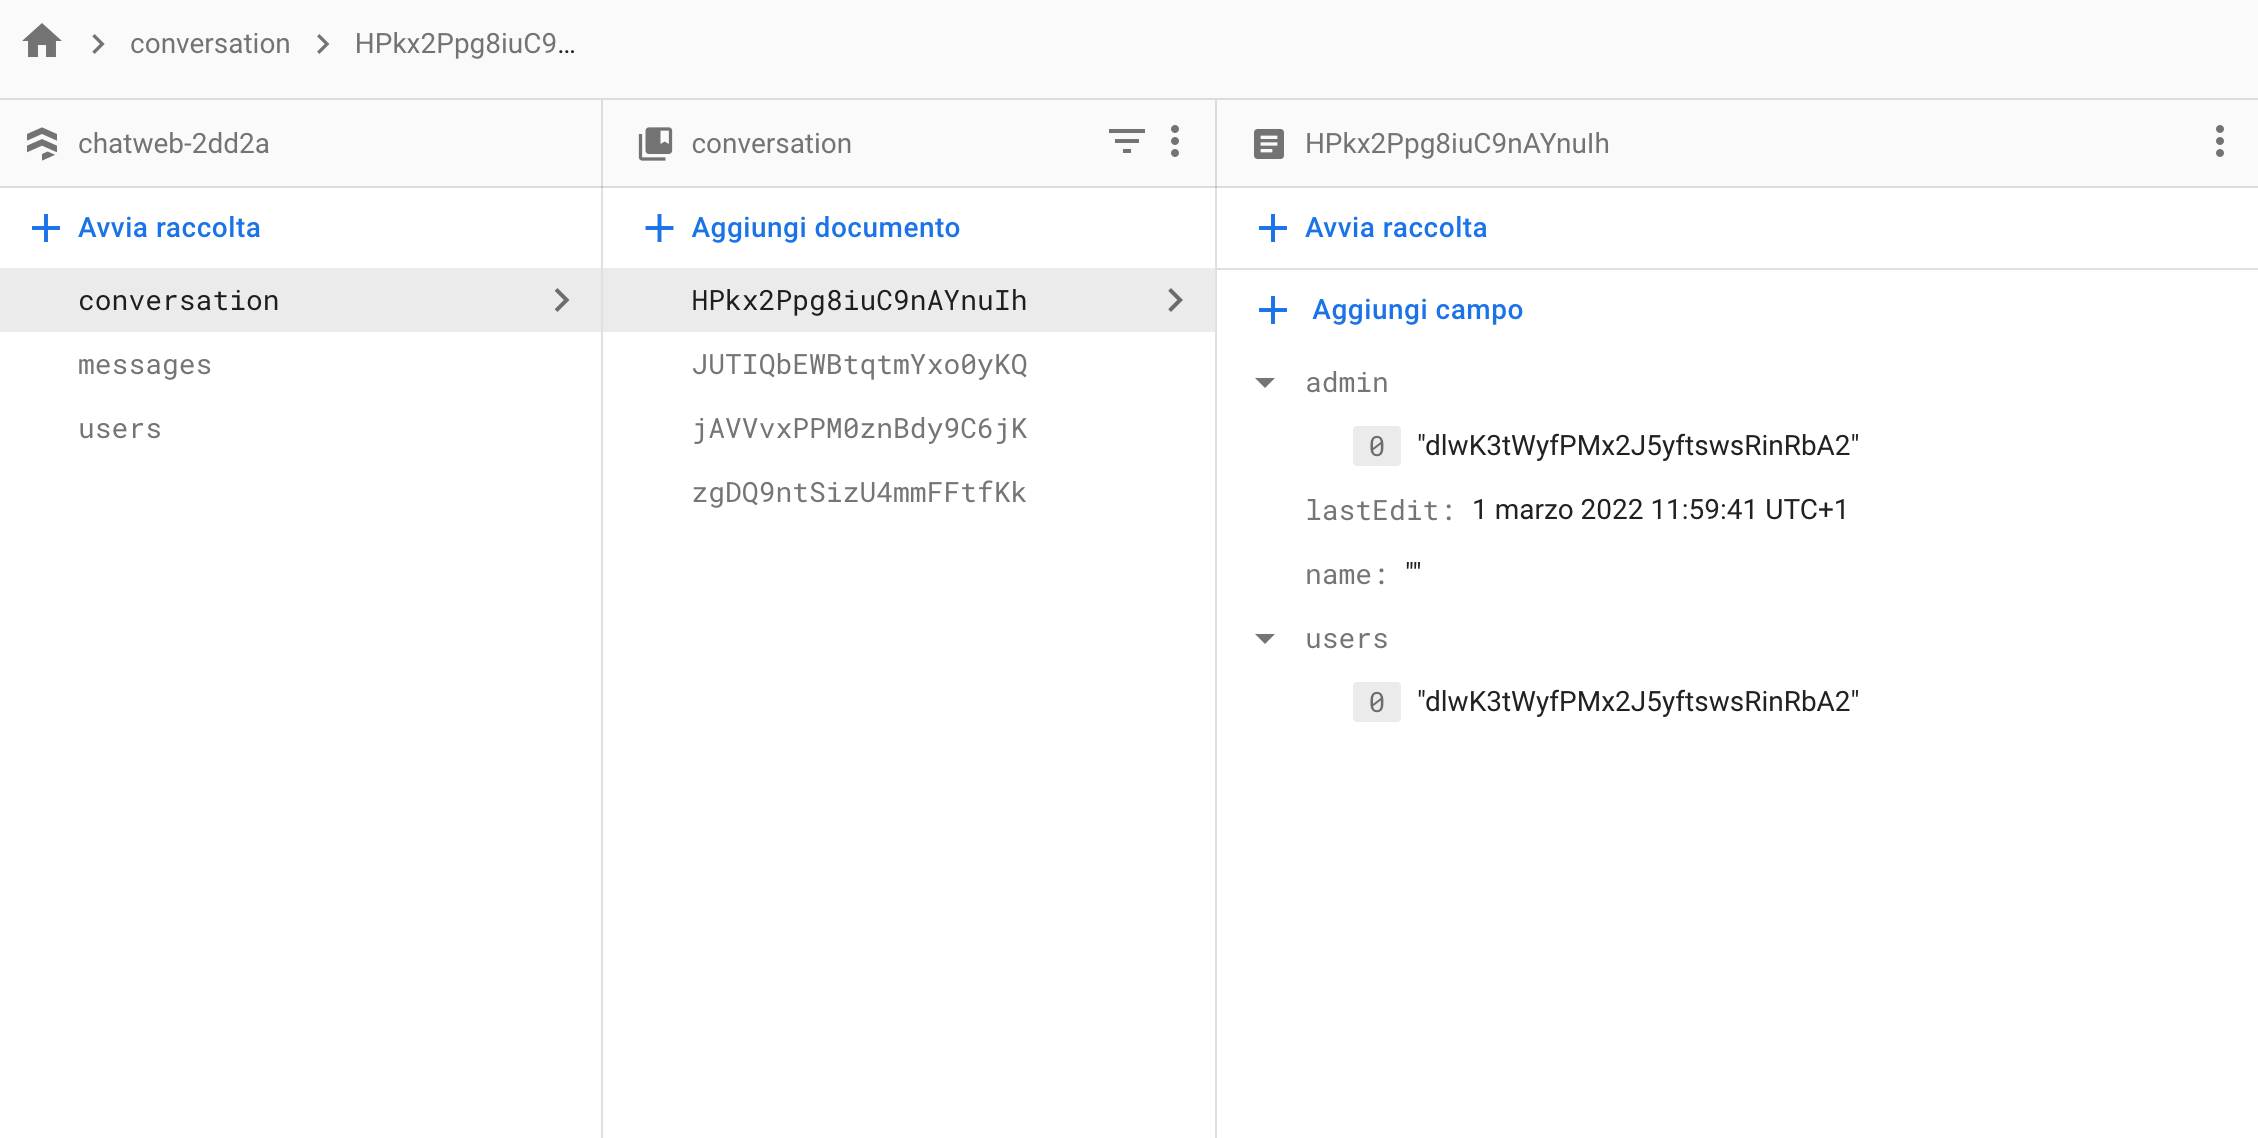 conversation HPkx2Ppg8iuC9...
chatweb-2dd2a
Avvia raccolta
conversation
messages
users
conversation
Aggiungi documento
HPkx2Ppg8iuC9nAYnuIh
JUTIQbEWBtqtmYxo0yKQ
jAVVvxPPM0znBdy9C6jK
zgDQ9ntSizU4mmFFtfKk
HPkx2Ppg8iuC9nAYnuIh
Avvia raccolta
Aggiungi campo
admin
0 "dlwK3tWyfPMx2J5yftswsRinRbA2"
lastEdit: 1 marzo 2022 11:59:41 UTC+1
name: ""
users
0 "dlwK3tWyfPMx2J5yftswsRinRbA2"